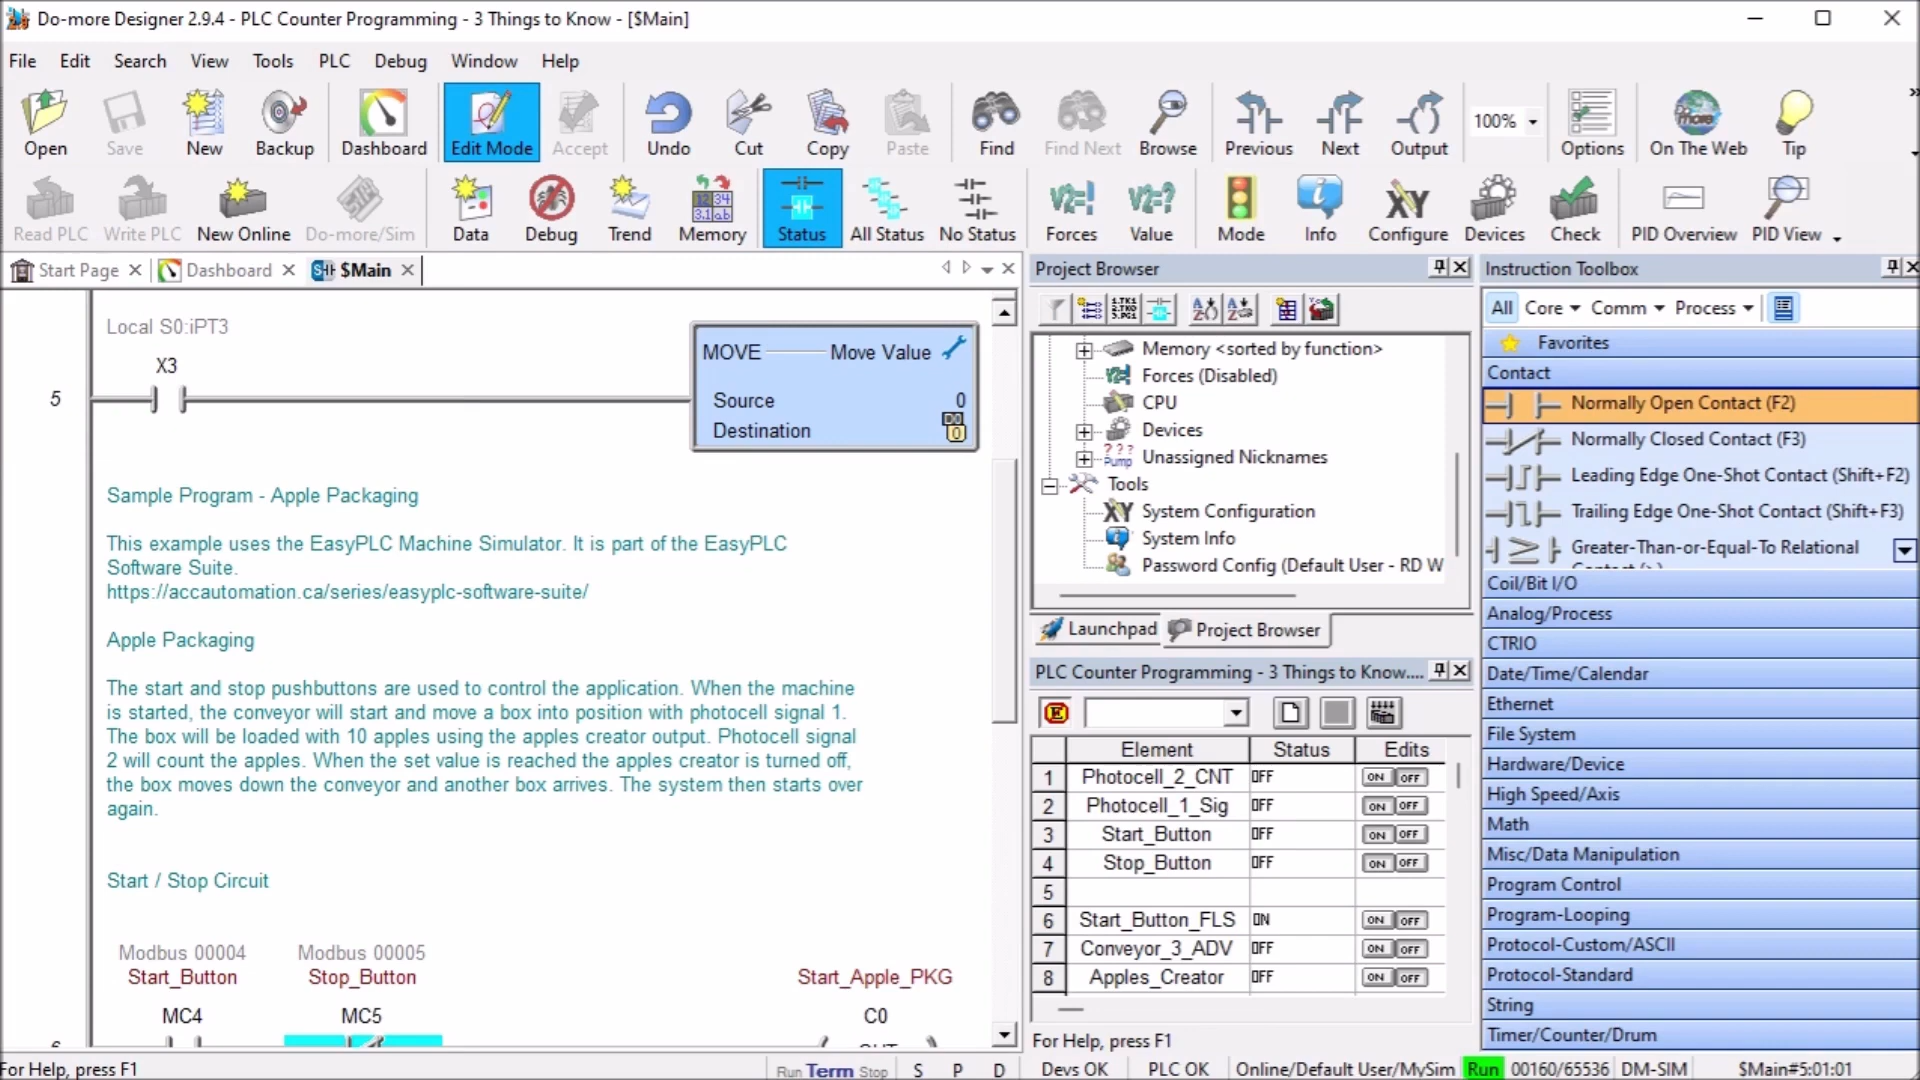 Do-more Designer 2.9.4 - PLC Counter Programming - 3 Things to Know - [$Main]
File Edit Search View Tools PLC Debug Window Help
Open Save New Backup Dashboard Edit Mode Accept Undo Cut Copy Paste Find Find Next Browse Previous Next Output 100% Options On The Web Tip
Read PLC Write PLC New Online Do-more/Sim Data Debug Trend Memory Status All Status No Status Forces Value Mode Info Configure Devices Check PID Overview PID View
Start Page Dashboard $Main
Local S0:iPT3
X3
5
MOVE Move Value
Source 0
Destination D0
0
Sample Program - Apple Packaging
This example uses the EasyPLC Machine Simulator. It is part of the EasyPLC
Software Suite.
https://accautomation.ca/series/easyplc-software-suite/
Apple Packaging
The start and stop pushbuttons are used to control the application. When the machine
is started, the conveyor will start and move a box into position with photocell signal 1.
The box will be loaded with 10 apples using the apples creator output. Photocell signal
2 will count the apples. When the set value is reached the apples creator is turned off,
the box moves down the conveyor and another box arrives. The system then starts over
again.
Start / Stop Circuit
Modbus 00004 Modbus 00005
Start_Button Stop_Button Start_Apple_PKG
MC4 MC5 C0
Project Browser
Memory <sorted by function>
Forces (Disabled)
CPU
Devices
Unassigned Nicknames
Tools
System Configuration
System Info
Password Config (Default User - RD W
Launchpad Project Browser
PLC Counter Programming - 3 Things to Know....
Element Status Edits
1 Photocell_2_CNT OFF ON OFF
2 Photocell_1_Sig OFF ON OFF
3 Start_Button OFF ON OFF
4 Stop_Button OFF ON OFF
5
6 Start_Button_FLS ON ON OFF
7 Conveyor_3_ADV OFF ON OFF
8 Apples_Creator OFF ON OFF
For Help, press F1
Instruction Toolbox
All Core Comm Process
Favorites
Contact
Normally Open Contact (F2)
Normally Closed Contact (F3)
Leading Edge One-Shot Contact (Shift+F2)
Trailing Edge One-Shot Contact (Shift+F3)
Greater-Than-or-Equal-To Relational
Coil/Bit I/O
Analog/Process
CTRIO
Date/Time/Calendar
Ethernet
File System
Hardware/Device
High Speed/Axis
Math
Misc/Data Manipulation
Program Control
Program-Looping
Protocol-Custom/ASCII
Protocol-Standard
String
Timer/Counter/Drum
For Help, press F1 Run Term Stop S P D Devs OK PLC OK Online/Default User/MySim Run 00160/65536 DM-SIM $Main#5:01:01